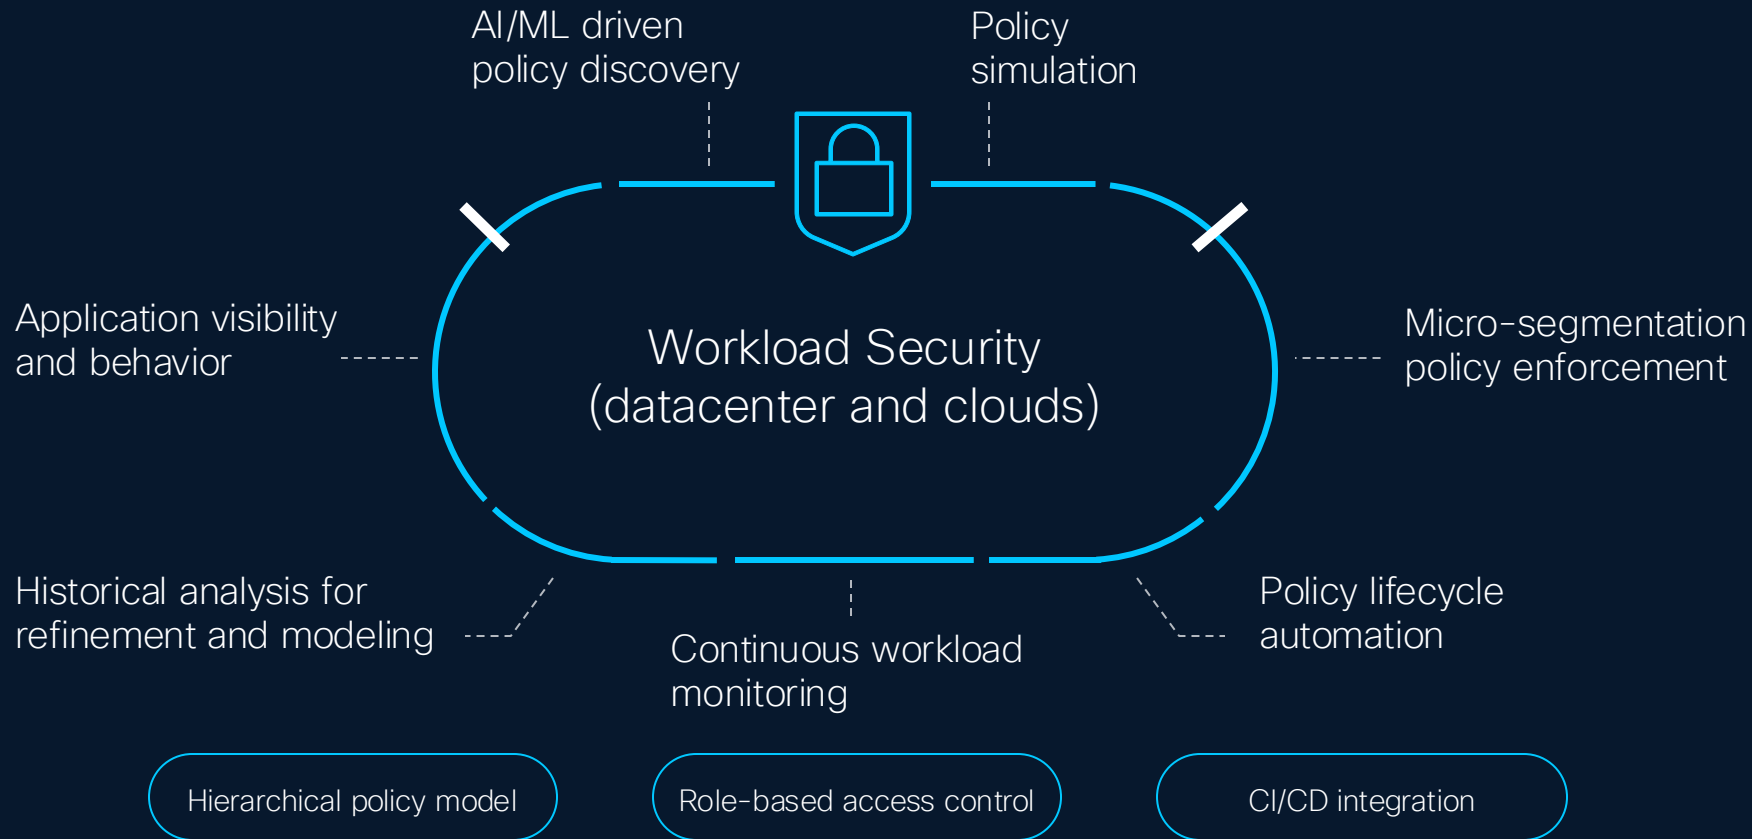 AI/ML driven
policy discovery
Policy
simulation
Application visibility
and behavior
Workload Security
(datacenter and clouds)
Micro-segmentation
policy enforcement
Historical analysis for
refinement and modeling
Continuous workload
monitoring
Policy lifecycle
automation
Hierarchical policy model
Role-based access control
CI/CD integration